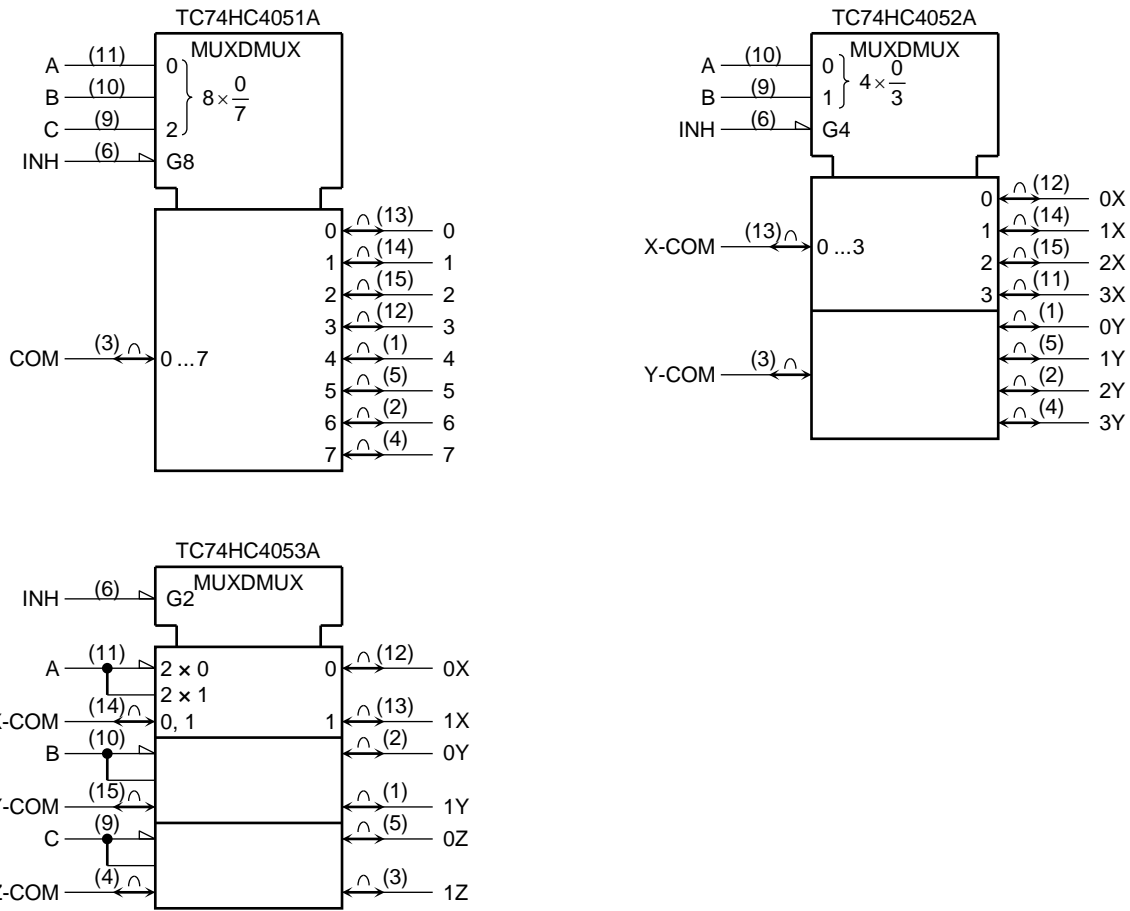 TC74HC4051A
MUXDMUX
A (11) 0
B (10) 8 × 0/7
C (9) 2
INH (6) G8
0 (13) 0
1 (14) 1
2 (15) 2
3 (12) 3
COM (3) 0 ...7 4 (1) 4
5 (5) 5
6 (2) 6
7 (4) 7
TC74HC4052A
MUXDMUX
A (10) 0 4 × 0/3
B (9) 1
INH (6) G4
0 (12) 0X
1 (14) 1X
X-COM (13) 0 ...3
2 (15) 2X
3 (11) 3X
(1) 0Y
(5) 1Y
Y-COM (3)
(2) 2Y
(4) 3Y
TC74HC4053A
MUXDMUX
INH (6) G2
A (11) 2 × 0 0 (12) 0X
2 × 1
-COM (14) 0, 1 1 (13) 1X
B (10) (2) 0Y
-COM (15) (1) 1Y
C (9) (5) 0Z
-COM (4) (3) 1Z